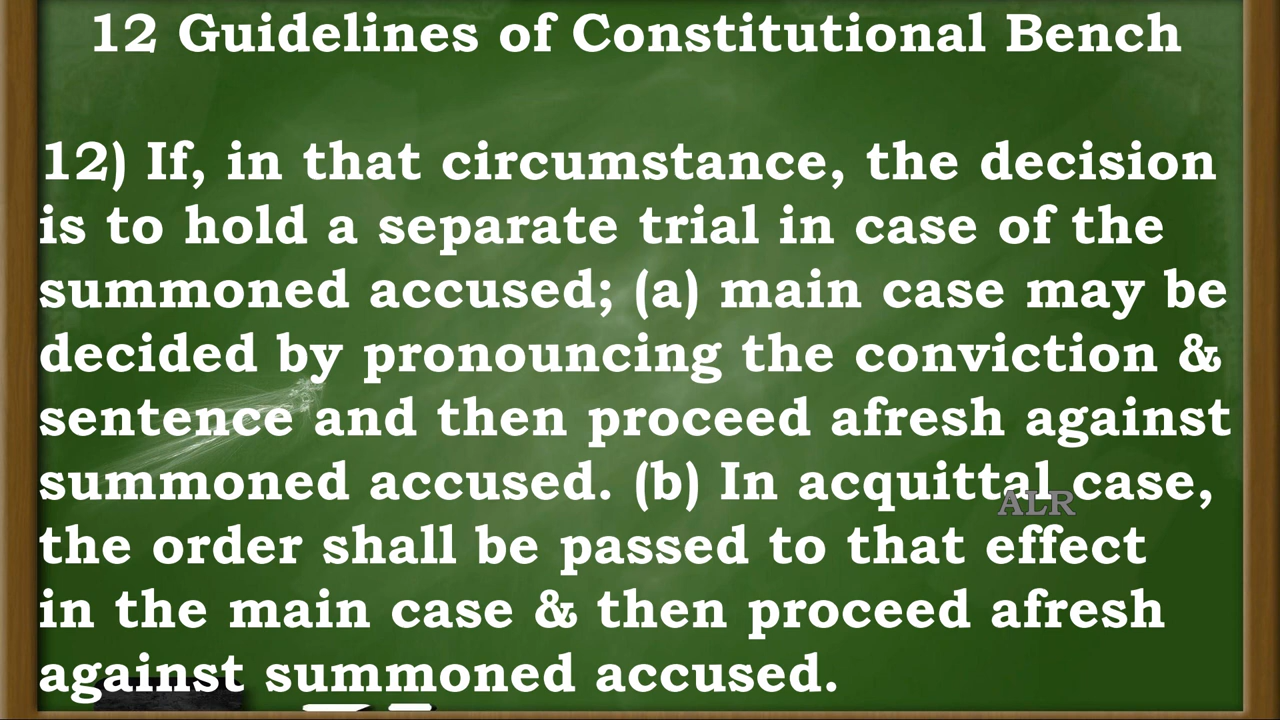 12 Guidelines of Constitutional Bench
12) If, in that circumstance, the decision
is to hold a separate trial in case of the
summoned accused; (a) main case may be
decided by pronouncing the conviction &
sentence and then proceed afresh against
summoned accused. (b) In acquittal case,
ALR
the order shall be passed to that effect
in the main case & then proceed afresh
against summoned accused.